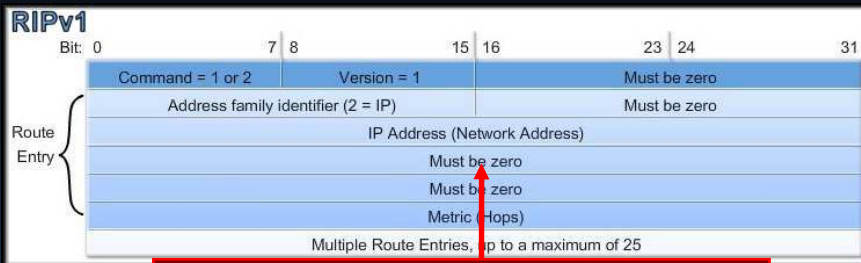 RIPv1
Bit: 0 7 8 15 16 23 24 31
Command = 1 or 2 Version = 1 Must be zero
Address family identifier (2 = IP) Must be zero
Route
Entry
IP Address (Network Address)
Must be zero
Must be zero
Metric (Hops)
Multiple Route Entries, up to a maximum of 25